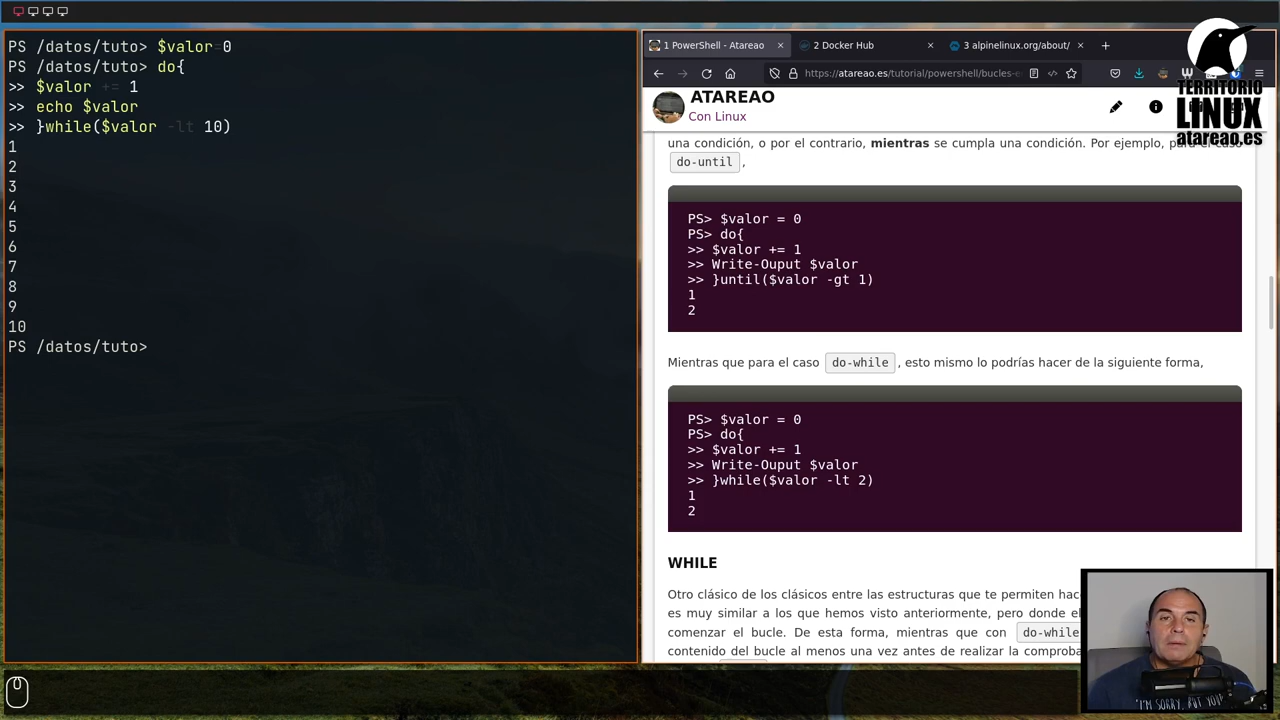 PS /datos/tuto> $valor=0
PS /datos/tuto> do{
>> $valor += 1
>> echo $valor
>> }while($valor -lt 10)
1
2
3
4
5
6
7
8
9
10
PS /datos/tuto>
1 PowerShell - Atareao
2 Docker Hub
3 alpinelinux.org/about/
https://atareao.es/tutorial/powershell/bucles-e
TERRITORIO
LINUX
atareao.es
ATAREAO
Con Linux
una condición, o por el contrario, mientras se cumpla una condición. Por ejemplo, para el caso
do-until ,
PS> $valor = 0
PS> do{
>> $valor += 1
>> Write-Ouput $valor
>> }until($valor -gt 1)
1
2
Mientras que para el caso do-while , esto mismo lo podrías hacer de la siguiente forma,
PS> $valor = 0
PS> do{
>> $valor += 1
>> Write-Ouput $valor
>> }while($valor -lt 2)
1
2
WHILE
Otro clásico de los clásicos entre las estructuras que te permiten
es muy similar a los que hemos visto anteriormente, pero donde
comenzar el bucle. De esta forma, mientras que con do-while
contenido del bucle al menos una vez antes de realizar la
I'M SORRY, BUT YOU